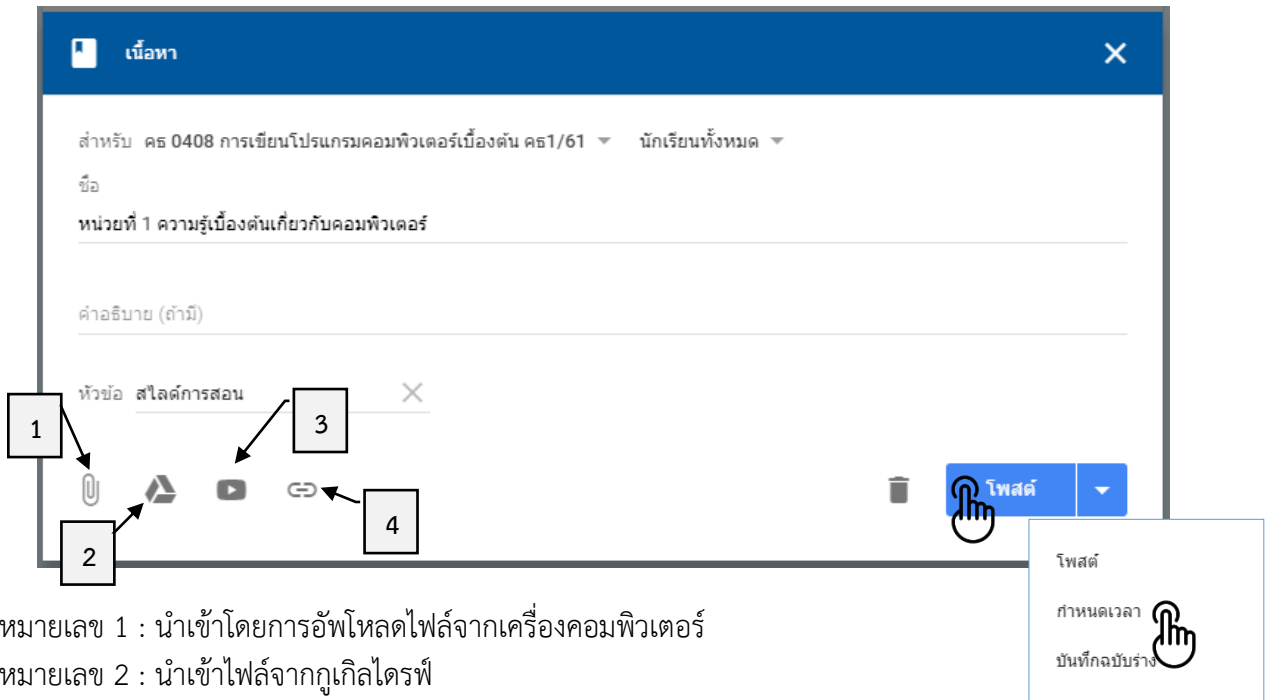 เนื้อหา
สำหรับ คธ 0408 การเขียนโปรแกรมคอมพิวเตอร์เบื้องต้น คธ1/61 นักเรียนทั้งหมด
ชื่อ
หน่วยที่ 1 ความรู้เบื้องต้นเกี่ยวกับคอมพิวเตอร์
คำอธิบาย (ถ้ามี)
หัวข้อ สไลด์การสอน
1
3
โพสต์
4
2
โพสต์
กำหนดเวลา
บันทึกฉบับร่าง
หมายเลข 1 : นำเข้าโดยการอัพโหลดไฟล์จากเครื่องคอมพิวเตอร์
หมายเลข 2 : นำเข้าไฟล์จากกูเกิลไดรฟ์